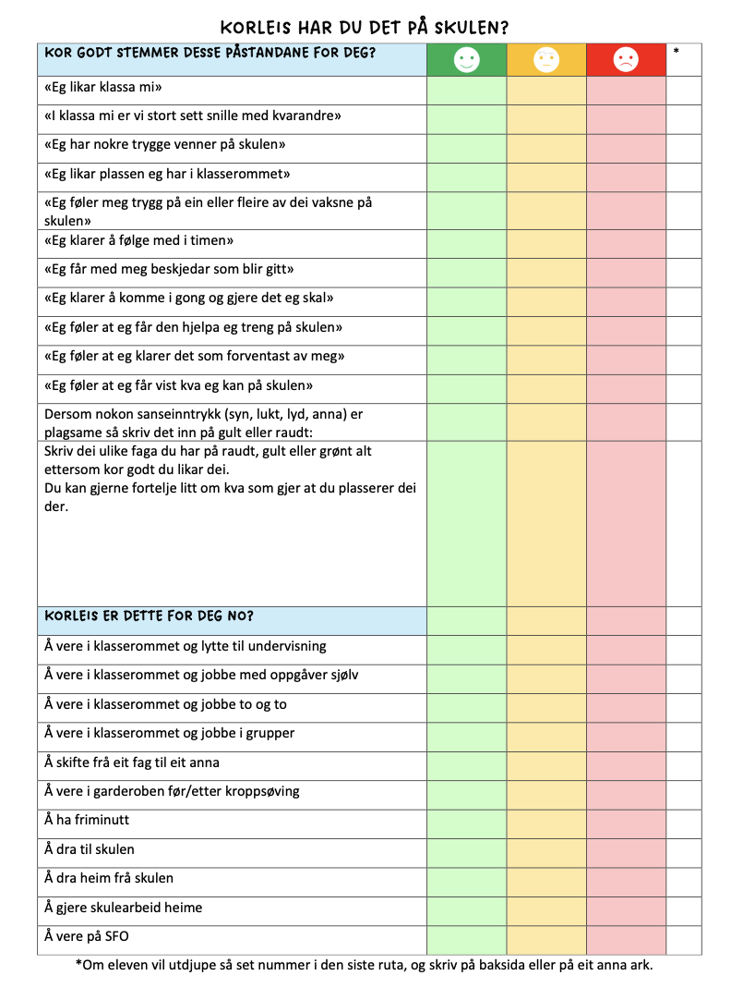 KORLEIS HAR DU DET PÅ SKULEN?
KOR GODT STEMMER DESSE PÅSTANDANE FOR DEG? *
«Eg likar klassa mi»
«I klassa mi er vi stort sett snille med kvarandre»
«Eg har nokre trygge venner på skulen»
«Eg likar plassen eg har i klasserommet»
«Eg føler meg trygg på ein eller fleire av dei vaksne på
skulen»
«Eg klarer å følge med i timen»
«Eg får med meg beskjedar som blir gitt»
«Eg klarer å komme i gong og gjere det eg skal»
«Eg føler at eg får den hjelpa eg treng på skulen»
«Eg føler at eg klarer det som forventast av meg»
«Eg føler at eg får vist kva eg kan på skulen»
Dersom nokon sanseinntrykk (syn, lukt, lyd, anna) er
plagsame så skriv det inn på gult eller raudt:
Skriv dei ulike faga du har på raudt, gult eller grønt alt
ettersom kor godt du likar dei.
Du kan gjerne fortelje litt om kva som gjer at du plasserer dei
der.
KORLEIS ER DETTE FOR DEG NO?
Å vere i klasserommet og lytte til undervisning
Å vere i klasserommet og jobbe med oppgåver sjølv
Å vere i klasserommet og jobbe to og to
Å vere i klasserommet og jobbe i grupper
Å skifte frå eit fag til eit anna
Å vere i garderoben før/etter kroppsøving
Å ha friminutt
Å dra til skulen
Å dra heim frå skulen
Å gjere skulearbeid heime
Å vere på SFO
*Om eleven vil utdjupe så set nummer i den siste ruta, og skriv på baksida eller på eit anna ark.